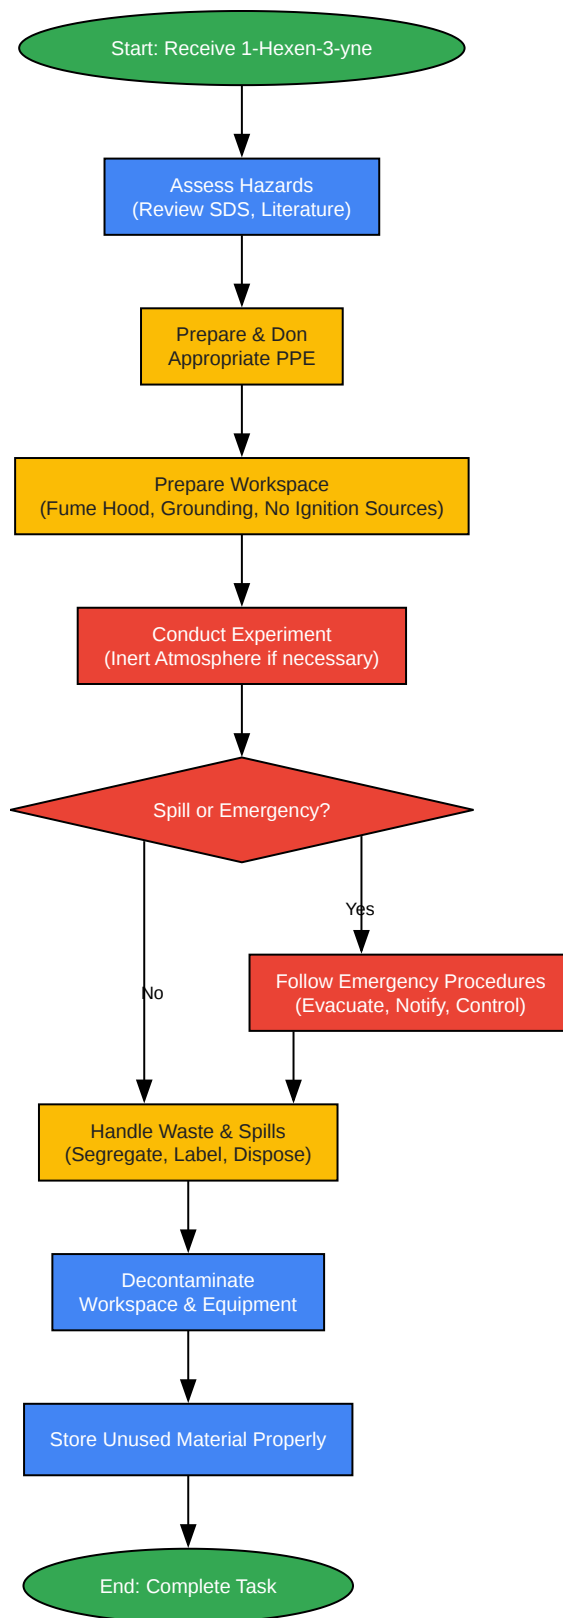 Start: Receive 1-Hexen-3-yne
Assess Hazards
(Review SDS, Literature)
Prepare & Don
Appropriate PPE
Prepare Workspace
(Fume Hood, Grounding, No Ignition Sources)
Conduct Experiment
(Inert Atmosphere if necessary)
Spill or Emergency?
Yes
Follow Emergency Procedures
(Evacuate, Notify, Control)
No
Handle Waste & Spills
(Segregate, Label, Dispose)
Decontaminate
Workspace & Equipment
Store Unused Material Properly
End: Complete Task